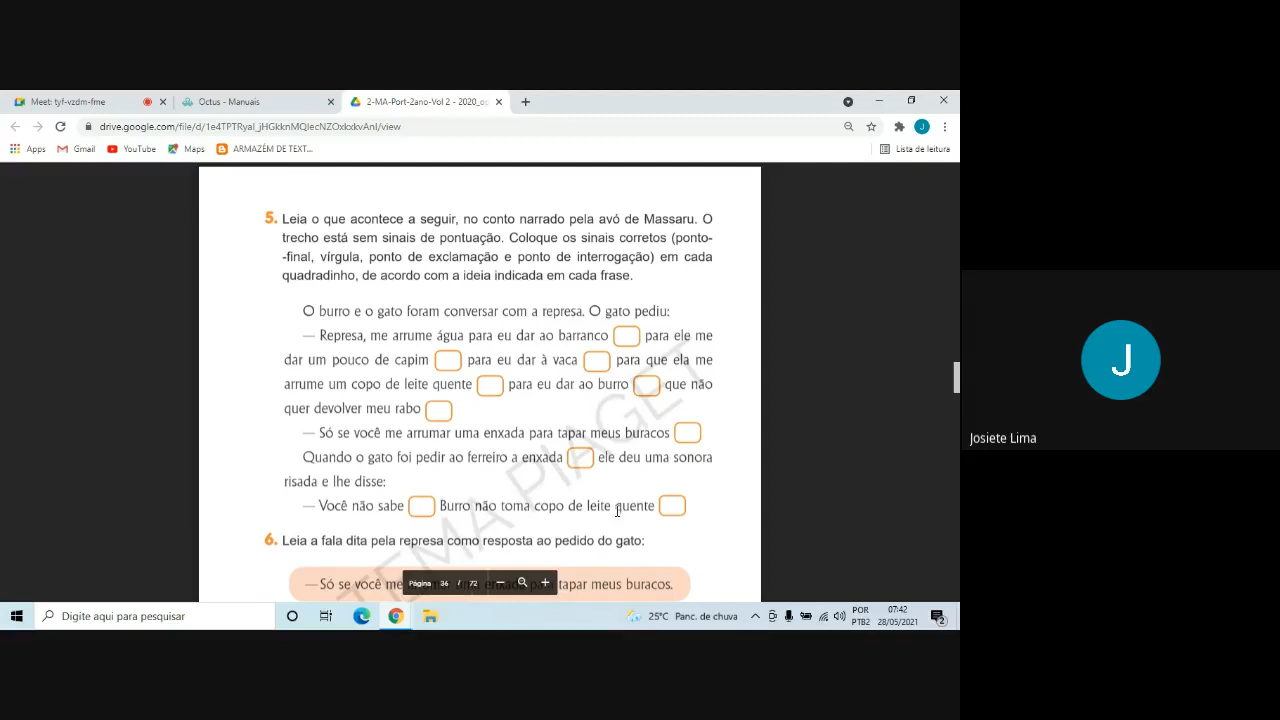 Meet: tyf-vzdm-fme
Octus - Manuais
2-MA-Port-2ano-Vol 2 - 2020_op
drive.google.com/file/d/ /view
Apps Gmail YouTube Maps ARMAZÉM DE TEXT... Lista de leitura
5. Leia o que acontece a seguir, no conto narrado pela avó de Massaru. O
trecho está sem sinais de pontuação. Coloque os sinais corretos (ponto-
-final, vírgula, ponto de exclamação e ponto de interrogação) em cada
quadradinho, de acordo com a ideia indicada em cada frase.
O burro e o gato foram conversar com a represa. O gato pediu:
— Represa, me arrume água para eu dar ao barranco para ele me
dar um pouco de capim para eu dar à vaca para que ela me
arrume um copo de leite quente para eu dar ao burro que não
quer devolver meu rabo
— Só se você me arrumar uma enxada para tapar meus buracos
Quando o gato foi pedir ao ferreiro a enxada ele deu uma sonora
risada e lhe disse:
— Você não sabe Burro não toma copo de leite quente
6. Leia a fala dita pela represa como resposta ao pedido do gato:
— Só se você me tapar meus buracos.
Página 36 / 72
TEMA PIAGET
J
Josiete Lima
Digite aqui para pesquisar
25°C Panc. de chuva
POR
PTB2
07:42
28/05/2021
2